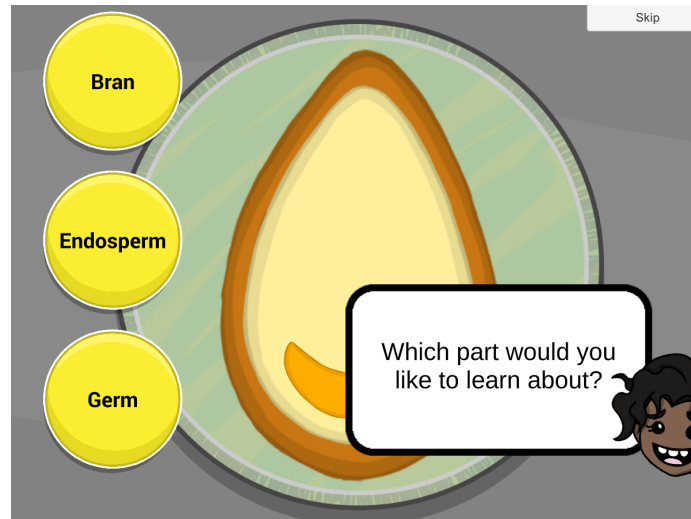 Skip
Bran
Endosperm
Germ
Which part would you
like to learn about?